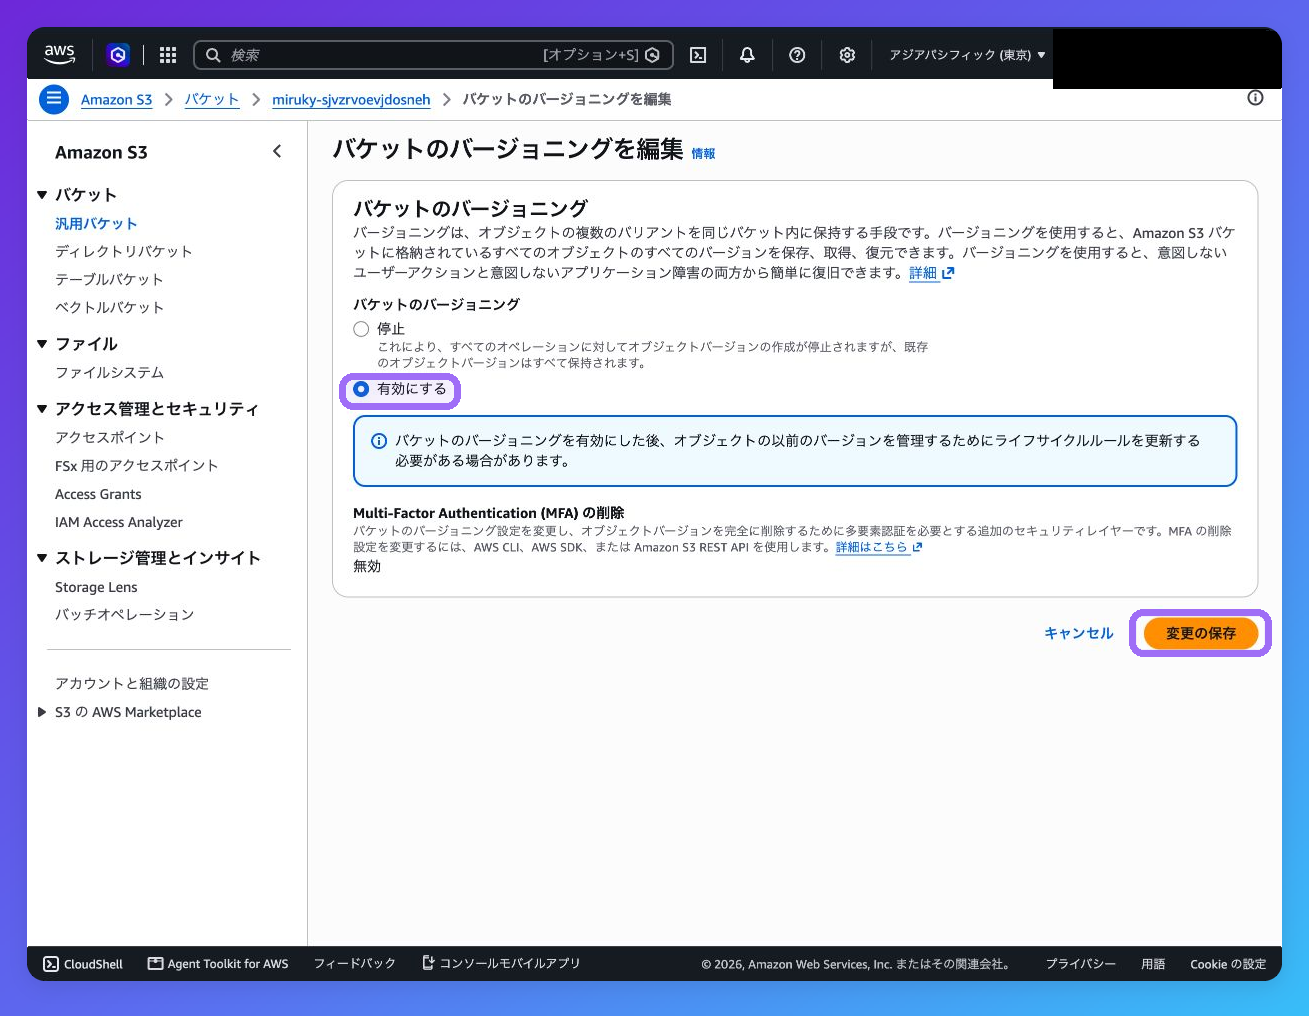 aws
検索
[オプション+S]
アジアパシフィック (東京) ▼
Amazon S3
バケット
miruky-sjvzrvoevjdosneh
バケットのバージョニングを編集
Amazon S3
バケット
汎用バケット
ディレクトリバケット
テーブルバケット
ベクトルバケット
ファイル
ファイルシステム
アクセス管理とセキュリティ
アクセスポイント
FSx 用のアクセスポイント
Access Grants
IAM Access Analyzer
ストレージ管理とインサイト
Storage Lens
バッチオペレーション
アカウントと組織の設定
S3 の AWS Marketplace
バケットのバージョニングを編集 情報
バケットのバージョニング
バージョニングは、オブジェクトの複数のバリアントを同じバケット内に保持する手段です。バージョニングを使用すると、Amazon S3 バケ
ットに格納されているすべてのオブジェクトのすべてのバージョンを保存、取得、復元できます。バージョニングを使用すると、意図しない
ユーザーアクションと意図しないアプリケーション障害の両方から簡単に復旧できます。詳細
バケットのバージョニング
停止
これにより、すべてのオペレーションに対してオブジェクトバージョンの作成が停止されますが、既存
のオブジェクトバージョンはすべて保持されます。
有効にする
バケットのバージョニングを有効にした後、オブジェクトの以前のバージョンを管理するためにライフサイクルルールを更新する
必要がある場合があります。
Multi-Factor Authentication (MFA) の削除
バケットのバージョニング設定を変更し、オブジェクトバージョンを完全に削除するために多要素認証を必要とする追加のセキュリティレイヤーです。MFA の削除
設定を変更するには、AWS CLI、AWS SDK、または Amazon S3 REST API を使用します。詳細はこちら
無効
キャンセル
変更の保存
CloudShell
Agent Toolkit for AWS
フィードバック
コンソールモバイルアプリ
© 2026, Amazon Web Services, Inc. またはその関連会社。
プライバシー
用語
Cookie の設定